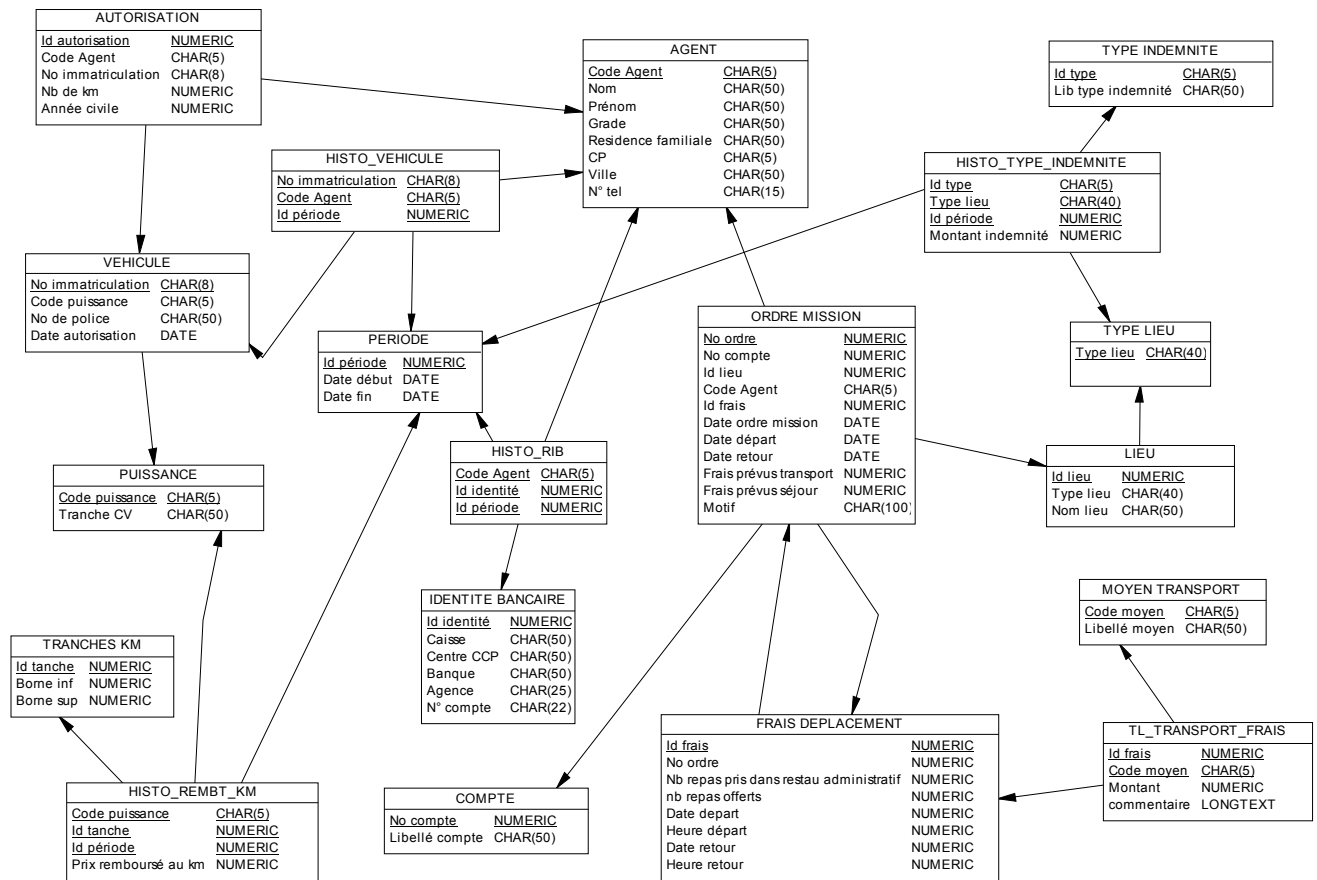 AUTORISATION
Id autorisation NUMERIC
Code Agent CHAR(5)
No immatriculation CHAR(8)
Nb de km NUMERIC
Année civile NUMERIC
AGENT
Code Agent CHAR(5)
Nom CHAR(50)
Prénom CHAR(50)
Grade CHAR(50)
Residence familiale CHAR(50)
CP CHAR(5)
Ville CHAR(50)
N° tel CHAR(15)
TYPE INDEMNITE
Id type CHAR(5)
Lib type indemnité CHAR(50)
HISTO_VEHICULE
No immatriculation CHAR(8)
Code Agent CHAR(5)
Id période NUMERIC
HISTO_TYPE_INDEMNITE
Id type CHAR(5)
Type lieu CHAR(40)
Id période NUMERIC
Montant indemnité NUMERIC
VEHICULE
No immatriculation CHAR(8)
Code puissance CHAR(5)
No de police CHAR(50)
Date autorisation DATE
PERIODE
Id période NUMERIC
Date début DATE
Date fin DATE
ORDRE MISSION
No ordre NUMERIC
No compte NUMERIC
Id lieu NUMERIC
Code Agent CHAR(5)
Id frais NUMERIC
Date ordre mission DATE
Date départ DATE
Date retour DATE
Frais prévus transport NUMERIC
Frais prévus séjour NUMERIC
Motif CHAR(100)
TYPE LIEU
Type lieu CHAR(40)
HISTO_RIB
Code Agent CHAR(5)
Id identité NUMERIC
Id période NUMERIC
LIEU
Id lieu NUMERIC
Type lieu CHAR(40)
Nom lieu CHAR(50)
PUISSANCE
Code puissance CHAR(5)
Tranche CV CHAR(50)
IDENTITE BANCAIRE
Id identité NUMERIC
Caisse CHAR(50)
Centre CCP CHAR(50)
Banque CHAR(50)
Agence CHAR(25)
N° compte CHAR(22)
MOYEN TRANSPORT
Code moyen CHAR(5)
Libellé moyen CHAR(50)
TRANCHES KM
Id tanche NUMERIC
Borne inf NUMERIC
Borne sup NUMERIC
FRAIS DEPLACEMENT
Id frais NUMERIC
No ordre NUMERIC
Nb repas pris dans restau administratif NUMERIC
nb repas offerts NUMERIC
Date depart NUMERIC
Heure départ NUMERIC
Date retour NUMERIC
Heure retour NUMERIC
TL_TRANSPORT_FRAIS
Id frais NUMERIC
Code moyen CHAR(5)
Montant NUMERIC
commentaire LONGTEXT
HISTO_REMBT_KM
Code puissance CHAR(5)
Id tanche NUMERIC
Id période NUMERIC
Prix remboursé au km NUMERIC
COMPTE
No compte NUMERIC
Libellé compte CHAR(50)